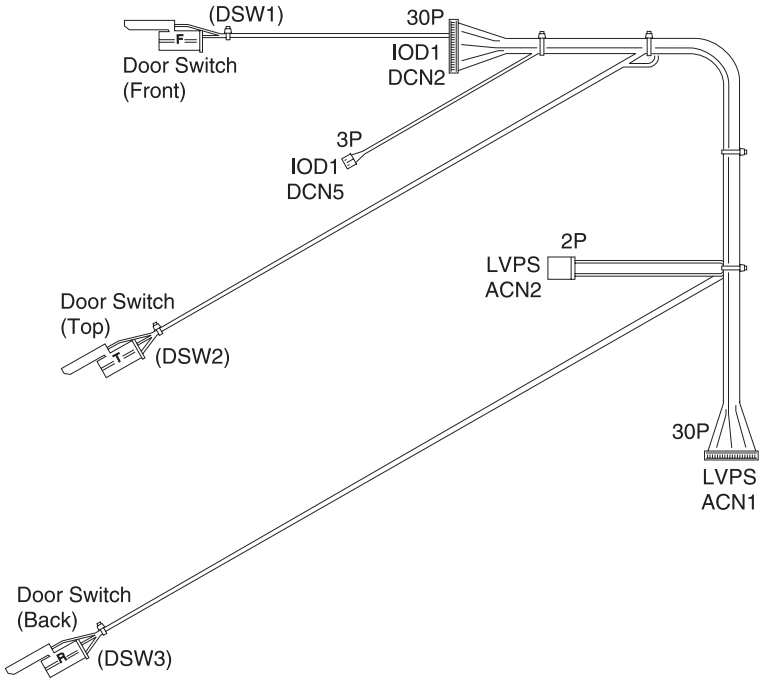 (DSW1)
30P
F
IOD1
DCN2
Door Switch
(Front)
3P
IOD1
DCN5
2P
LVPS
ACN2
Door Switch
(Top)
T
(DSW2)
30P
LVPS
ACN1
Door Switch
(Back)
R
(DSW3)